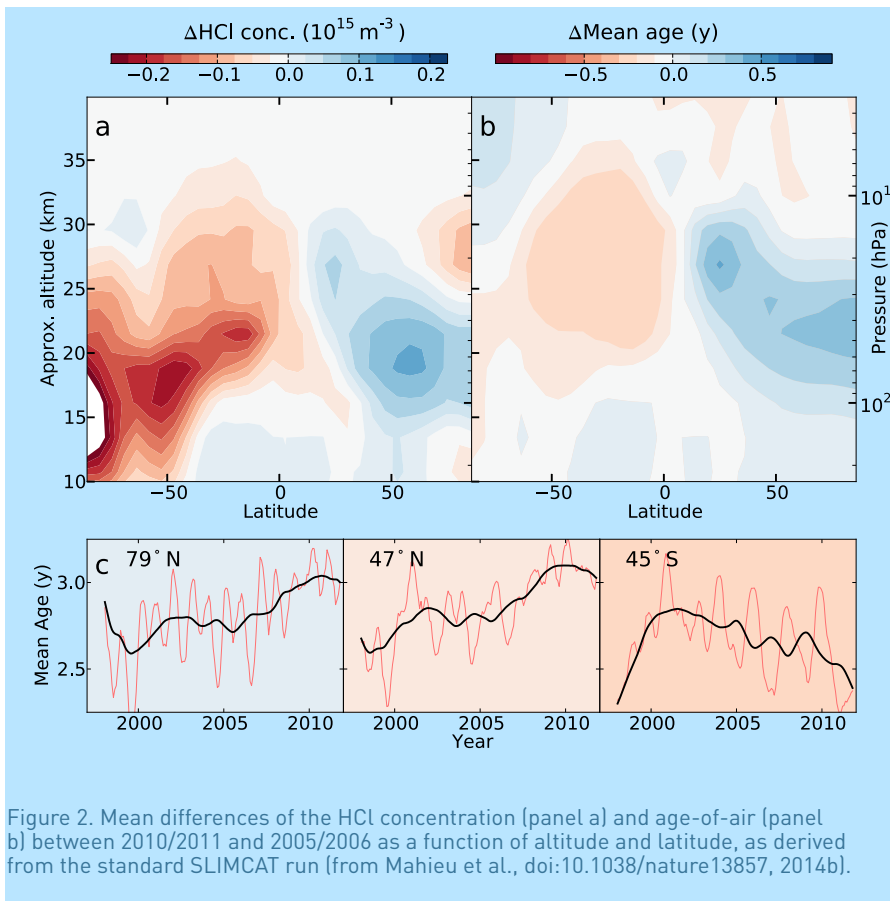 ΔHCl conc. (10¹⁵ m⁻³)
ΔMean age (y)
−0.2 −0.1 0.0 0.1 0.2
−0.5 0.0 0.5
a
b
Approx. altitude (km)
35
30
25
20
15
10
−50 0 50
Latitude
−50 0 50
Latitude
10¹
10²
Pressure (hPa)
c
79°N
47°N
45°S
Mean Age (y)
3.0
2.5
2000 2005 2010
2000 2005 2010
2000 2005 2010
Year
Figure 2. Mean differences of the HCl concentration (panel a) and age-of-air (panel
b) between 2010/2011 and 2005/2006 as a function of altitude and latitude, as derived
from the standard SLIMCAT run (from Mahieu et al., doi:10.1038/nature13857, 2014b).